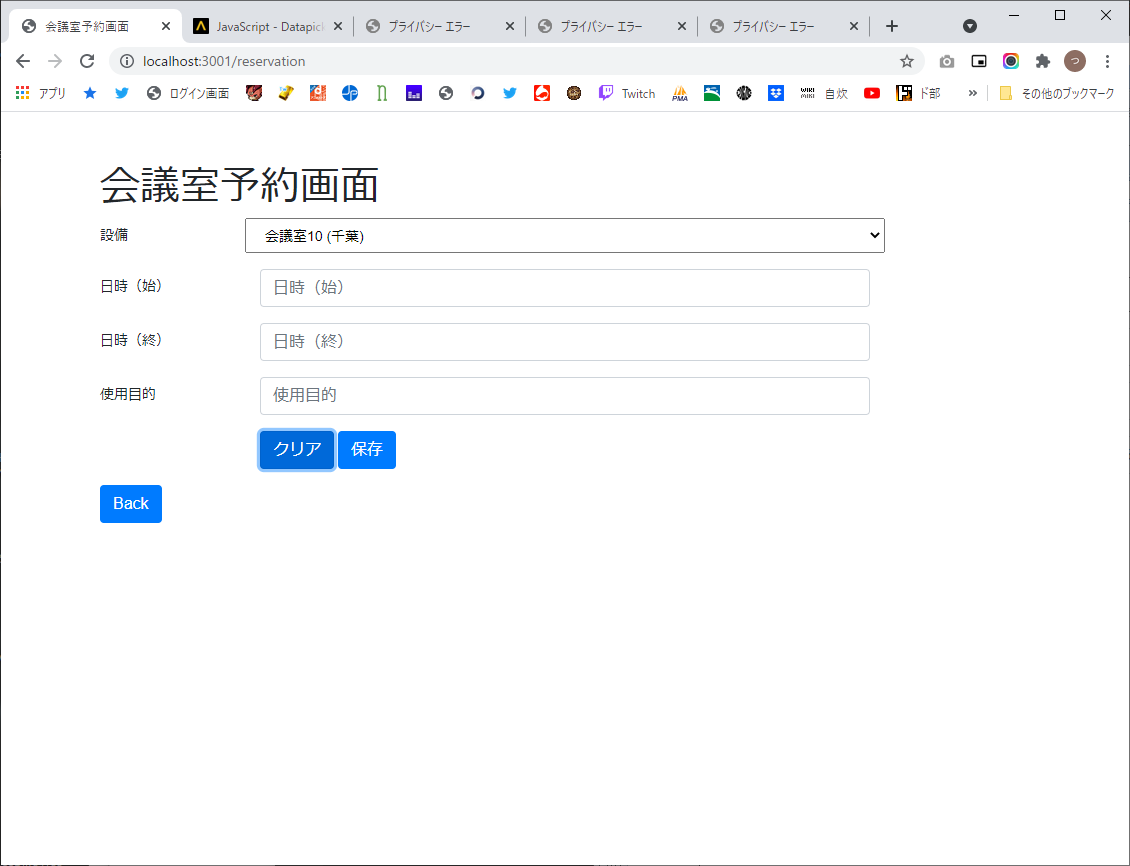 会議室予約画面
JavaScript - Datapick
プライバシー エラー
プライバシー エラー
プライバシー エラー
localhost:3001/reservation
アプリ
ログイン画面
Twitch
自炊
ド部
»
その他のブックマーク
会議室予約画面
設備
会議室10 (千葉)
日時（始）
日時（始）
日時（終）
日時（終）
使用目的
使用目的
クリア
保存
Back